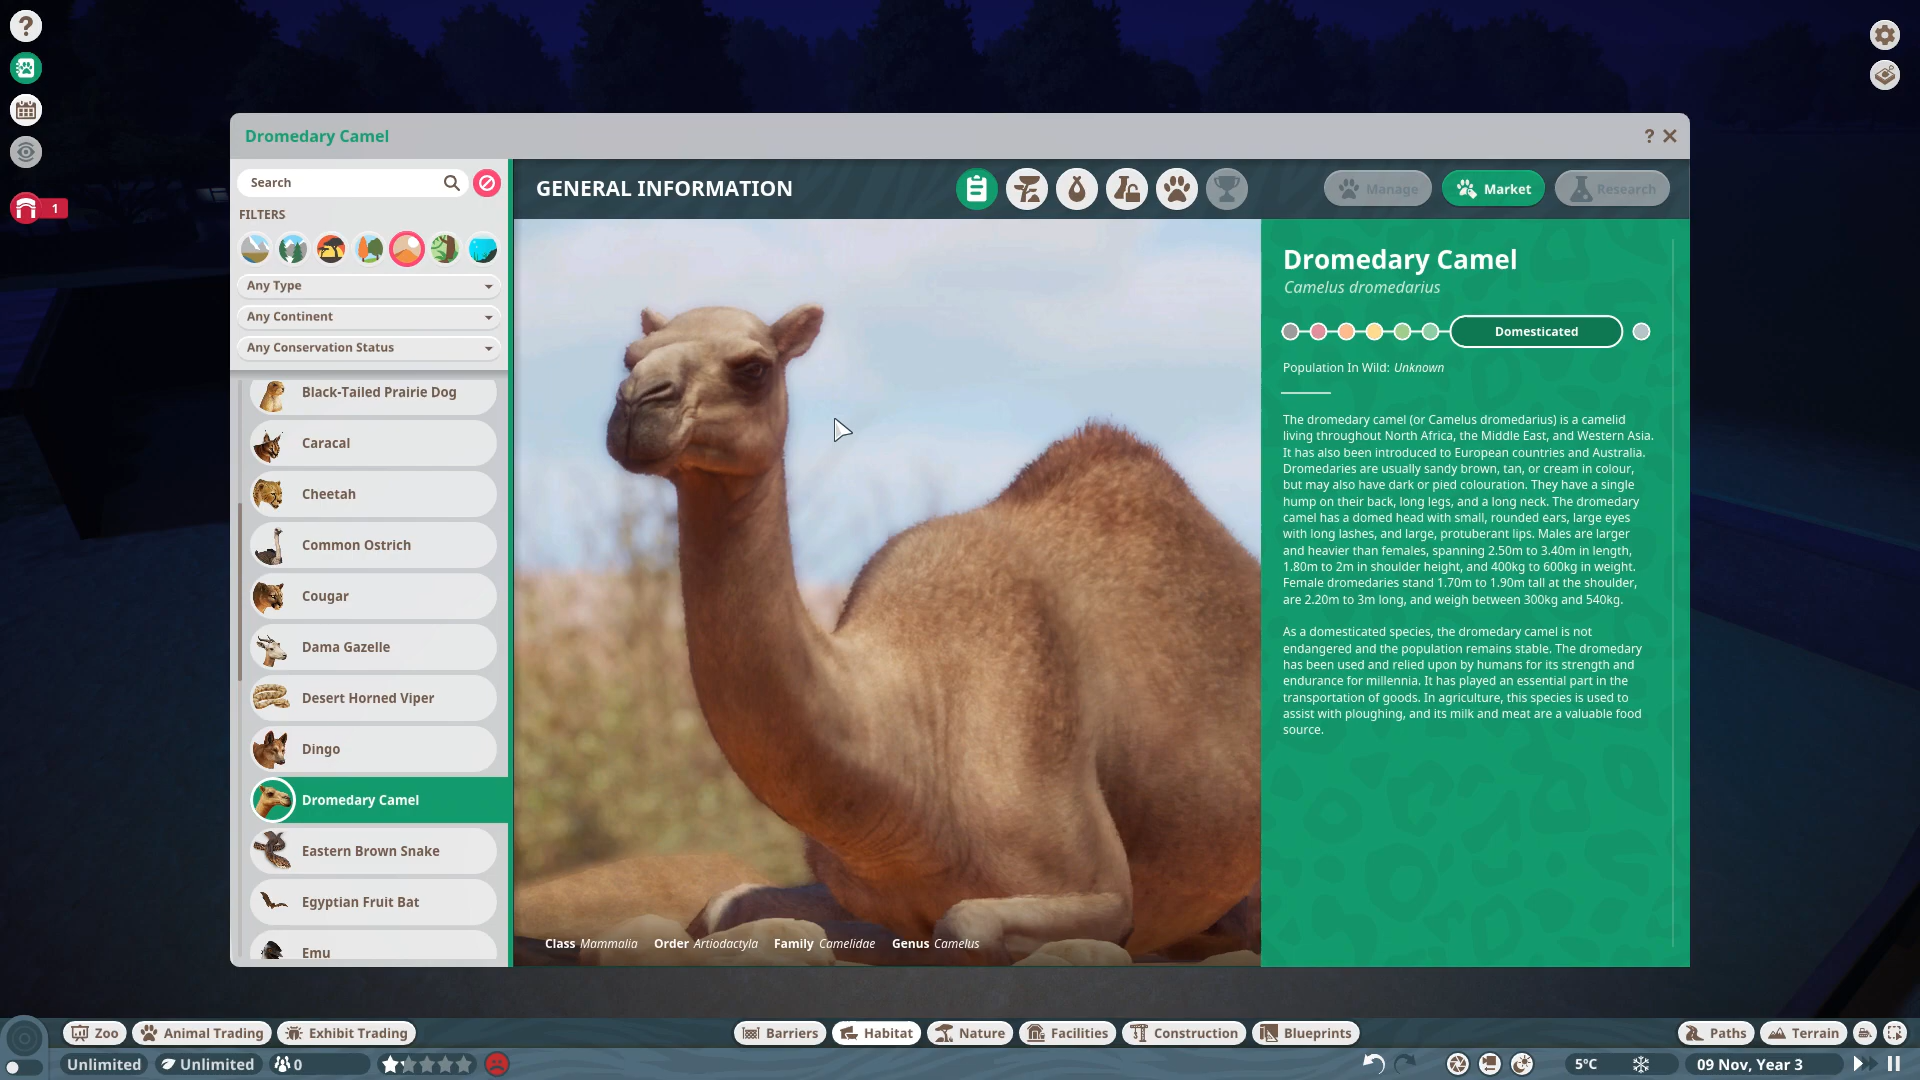 1
Dromedary Camel
?
Search
FILTERS
Any Type
Any Continent
Any Conservation Status
Black-Tailed Prairie Dog
Caracal
Cheetah
Common Ostrich
Cougar
Dama Gazelle
Desert Horned Viper
Dingo
Dromedary Camel
Eastern Brown Snake
Egyptian Fruit Bat
Emu
GENERAL INFORMATION
Manage
Market
Research
Class Mammalia Order Artiodactyla Family Camelidae Genus Camelus
Dromedary Camel
Camelus dromedarius
Domesticated
Population In Wild: Unknown
The dromedary camel (or Camelus dromedarius) is a camelid
living throughout North Africa, the Middle East, and Western Asia.
It has also been introduced to European countries and Australia.
Dromedaries are usually sandy brown, tan, or cream in colour,
but may also have dark or pied colouration. They have a single
hump on their back, long legs, and a long neck. The dromedary
camel has a domed head with small, rounded ears, large eyes
with long lashes, and large, protuberant lips. Males are larger
and heavier than females, spanning 2.50m to 3.40m in length,
1.80m to 2m in shoulder height, and 400kg to 600kg in weight.
Female dromedaries stand 1.70m to 1.90m tall at the shoulder,
are 2.20m to 3m long, and weigh between 300kg and 540kg.
As a domesticated species, the dromedary camel is not
endangered and the population remains stable. The dromedary
has been used and relied upon by humans for its strength and
endurance for millennia. It has played an essential part in the
transportation of goods. In agriculture, this species is used to
assist with ploughing, and its milk and meat are a valuable food
source.
Zoo
Animal Trading
Exhibit Trading
Barriers
Habitat
Nature
Facilities
Construction
Blueprints
Paths
Terrain
Unlimited
Unlimited
0
5°C
09 Nov, Year 3